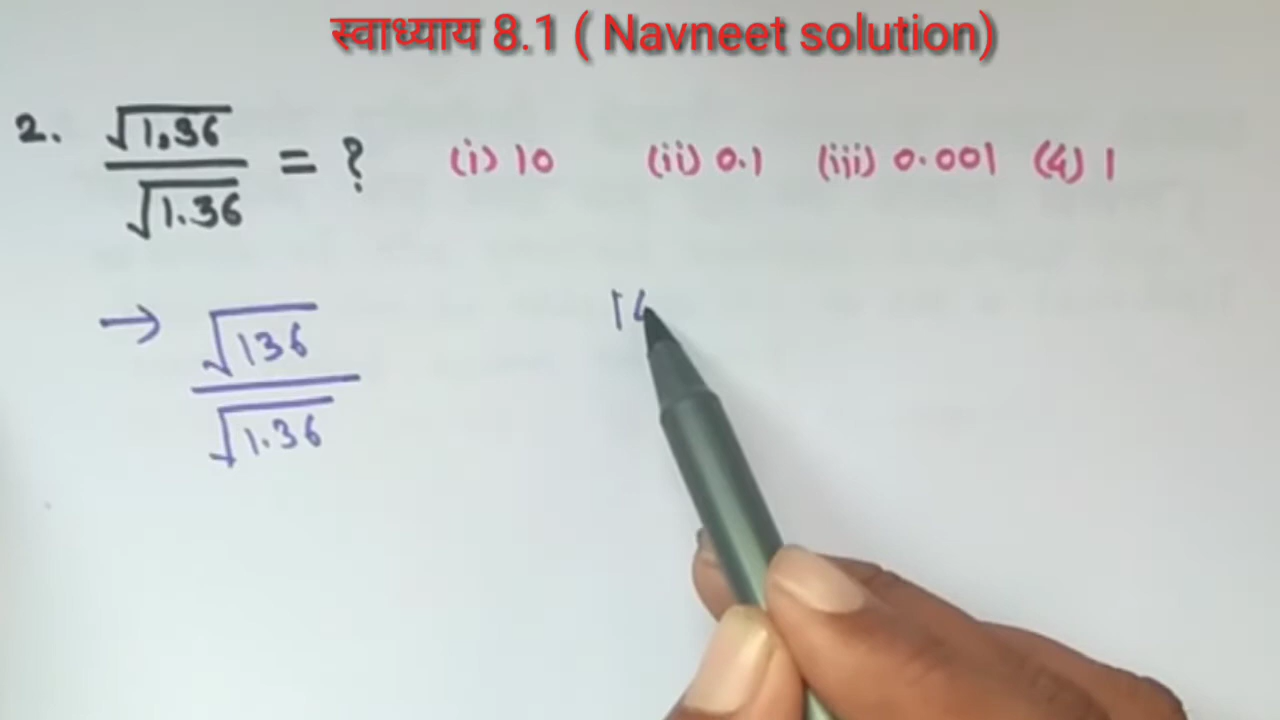 स्वाध्याय 8.1 ( Navneet solution)
2. √1.36 / √1.36 = ? (i) 10 (ii) 0.1 (iii) 0.001 (4) 1
→ √136 / √1.36